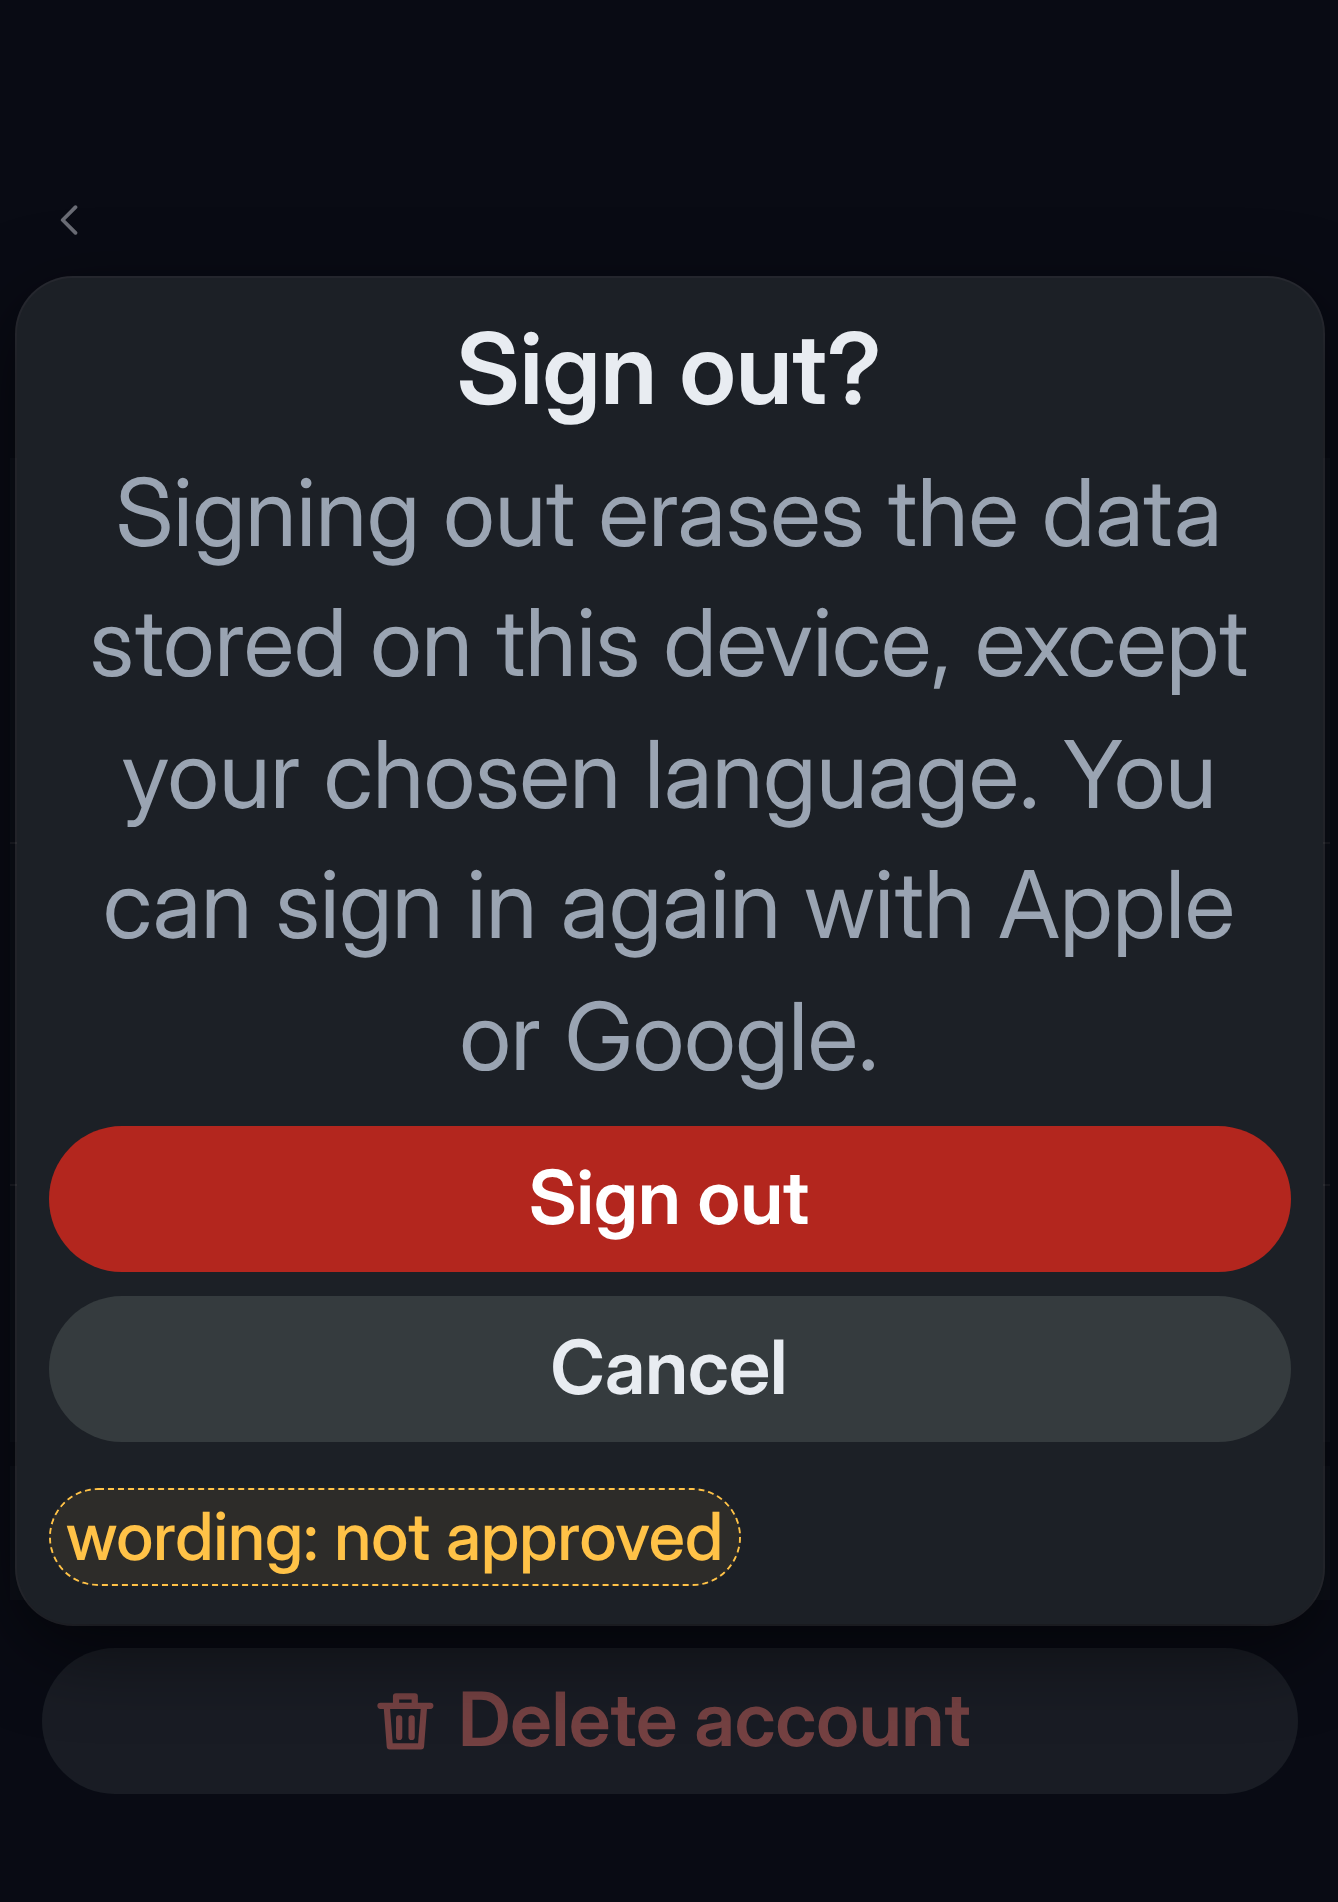 Sign out?
Signing out erases the data
stored on this device, except
your chosen language. You
can sign in again with Apple
or Google.
Sign out
Cancel
wording: not approved
Delete account